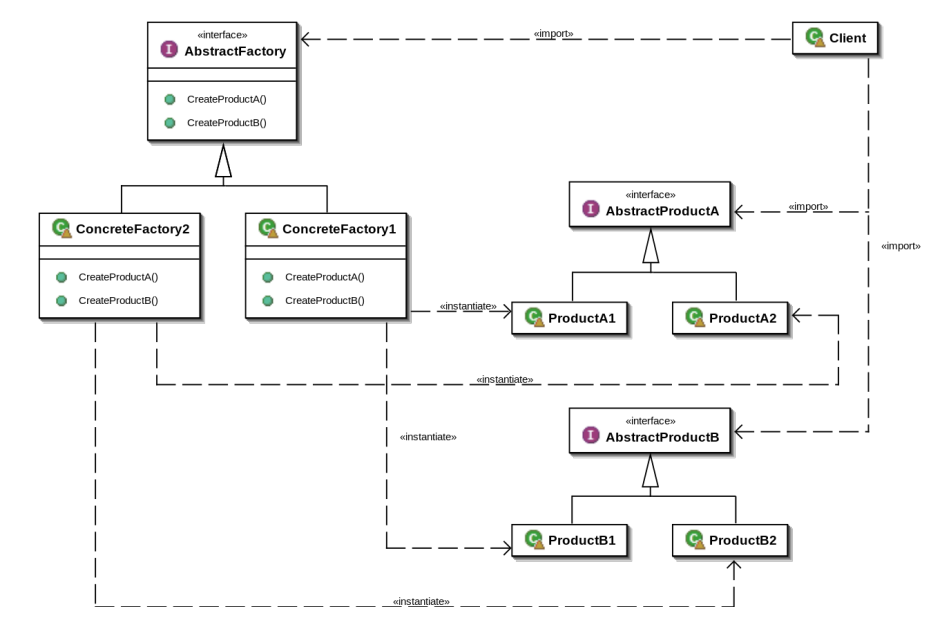 «interface»
I AbstractFactory
CreateProductA()
CreateProductB()
«import»
C Client
C ConcreteFactory2
CreateProductA()
CreateProductB()
C ConcreteFactory1
CreateProductA()
CreateProductB()
«interface»
I AbstractProductA
«import»
«import»
«instantiate»
C ProductA1
C ProductA2
«instantiate»
«interface»
I AbstractProductB
«instantiate»
C ProductB1
C ProductB2
«instantiate»